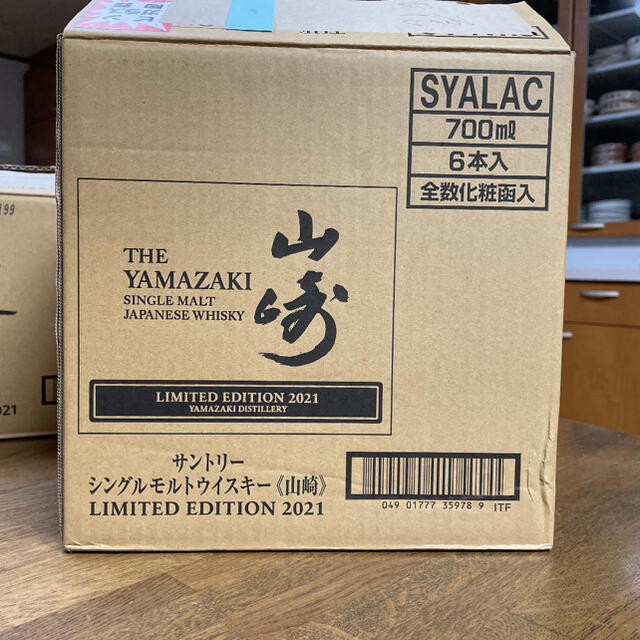 SYALAC
700mℓ
6本入
全数化粧函入
THE
YAMAZAKI
SINGLE MALT
JAPANESE WHISKY
山崎
LIMITED EDITION 2021
YAMAZAKI DISTILLERY
サントリー
シングルモルトウイスキー《山崎》
LIMITED EDITION 2021
049 01777 35978 9 ITF
199
021